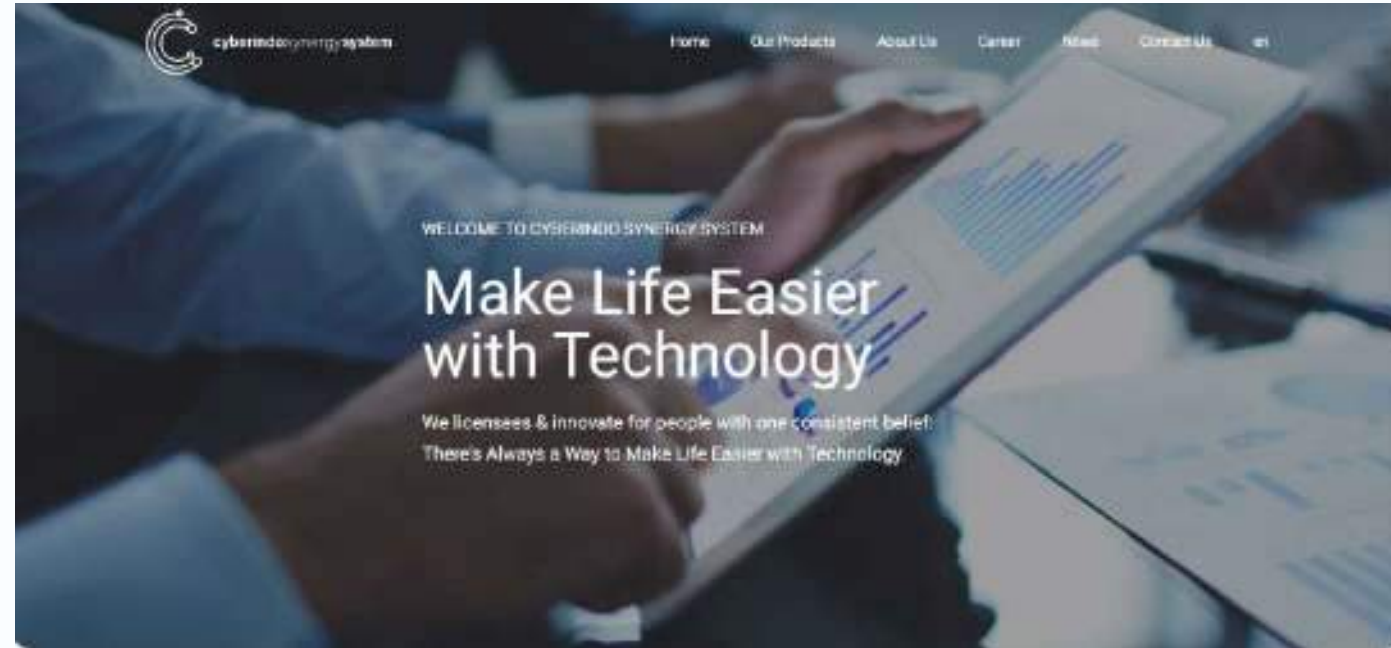 cyberindosynergysystem
Home Our Products About Us Career News Contact Us en
WELCOME TO CYBERINDO SYNERGY SYSTEM
Make Life Easier
with Technology
We licensees & innovate for people with one consistent belief:
There's Always a Way to Make Life Easier with Technology